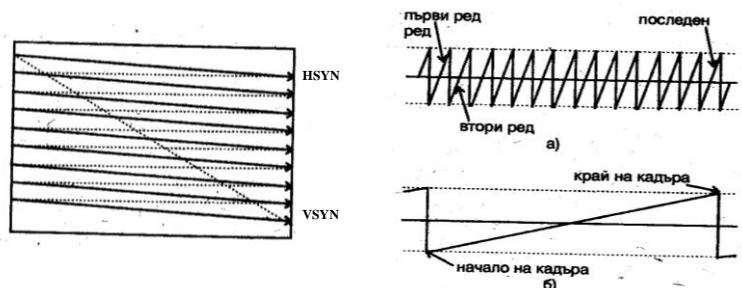 HSYN
VSYN
първи ред
ред
последен
втори ред
а)
край на кадъра
начало на кадъра
б)